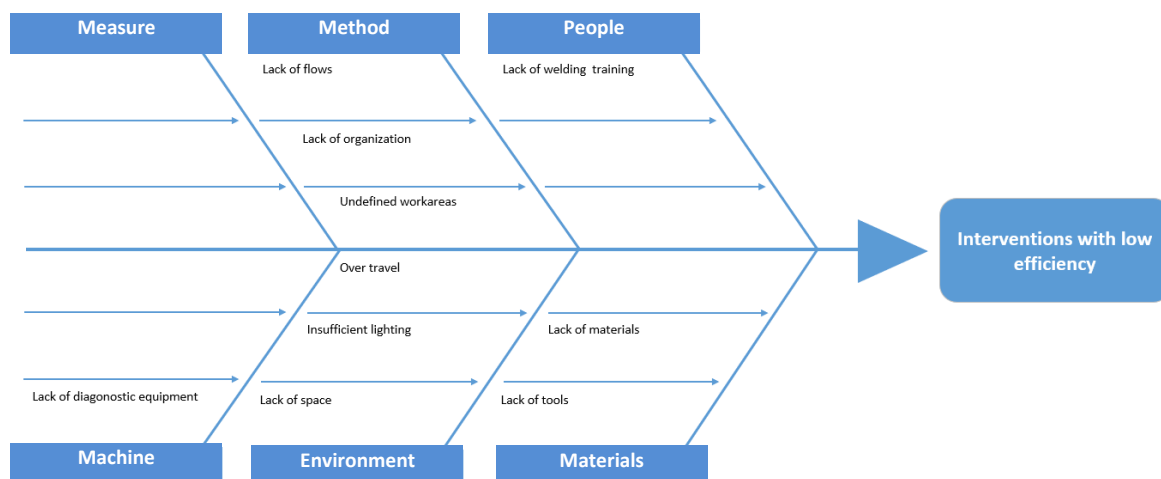 Measure
Method
People
Lack of flows
Lack of welding training
Lack of organization
Undefined workareas
Interventions with low
efficiency
Over travel
Insufficient lighting
Lack of materials
Lack of diagonostic equipment
Lack of space
Lack of tools
Machine
Environment
Materials